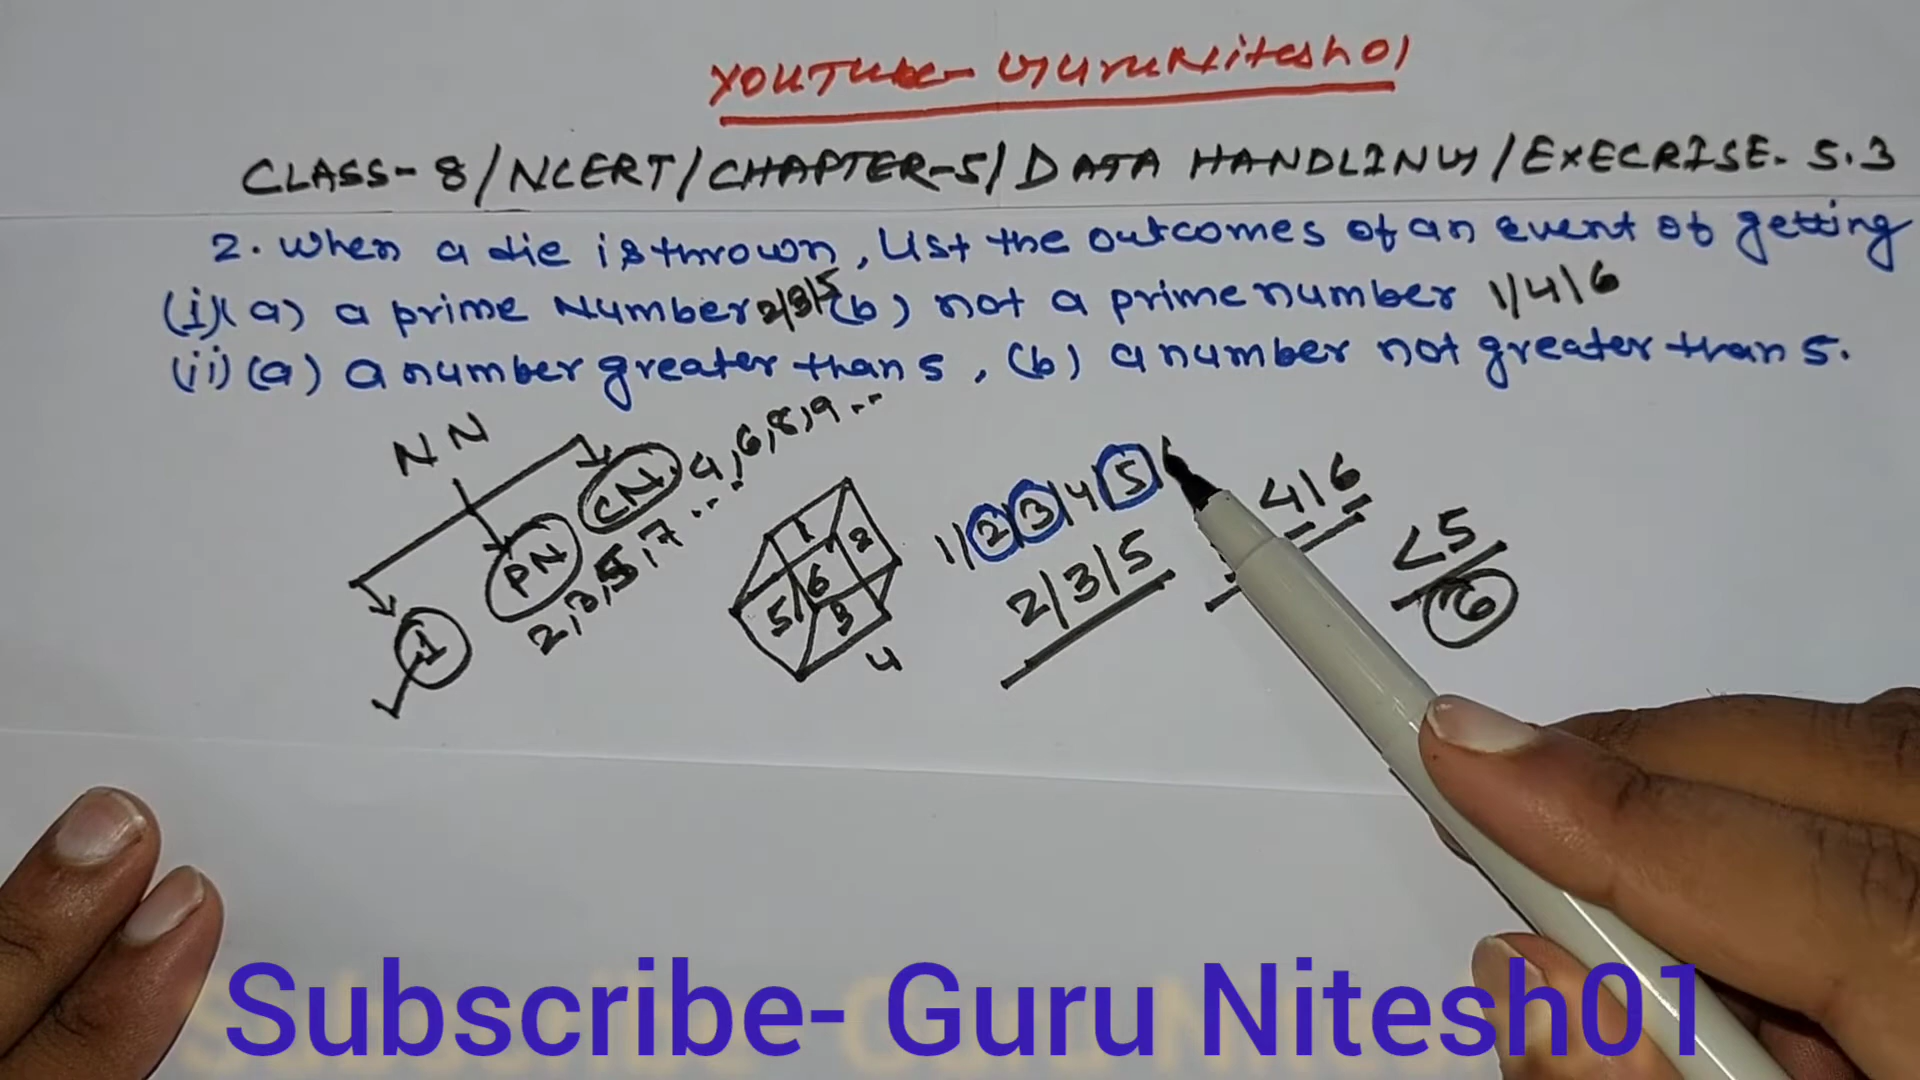 YOUTube- GuruNitesh01
CLASS-8/NCERT/CHAPTER-5/DATA HANDLING/EXECRISE. 5.3
2. When a die is thrown, List the outcomes of an event of getting
(i)(a) a prime Number 2/3/5 (b) not a prime number 1/4/6
(ii) (a) a number greater than 5, (b) a number not greater than 5.
NN
CN 4,6,8,9...
PN
2,3,5,7...
1
1 2
5 6
3
4
1/2/3/4/5
2/3/5
4/6
<5
6
Subscribe- Guru Nitesh01